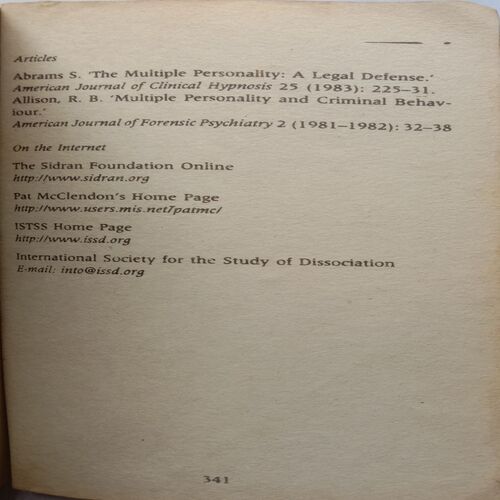 Articles
Abrams S. 'The Multiple Personality: A Legal Defense.'
American Journal of Clinical Hypnosis 25 (1983): 225–31.
Allison, R. B. 'Multiple Personality and Criminal Behav-
iour.'
American Journal of Forensic Psychiatry 2 (1981–1982): 32–38
On the Internet
The Sidran Foundation Online
http://www.sidran.org
Pat McClendon's Home Page
http://www.users.mis.net/patmc/
ISTSS Home Page
http://www.issd.org
International Society for the Study of Dissociation
E-mail: into@issd.org
341